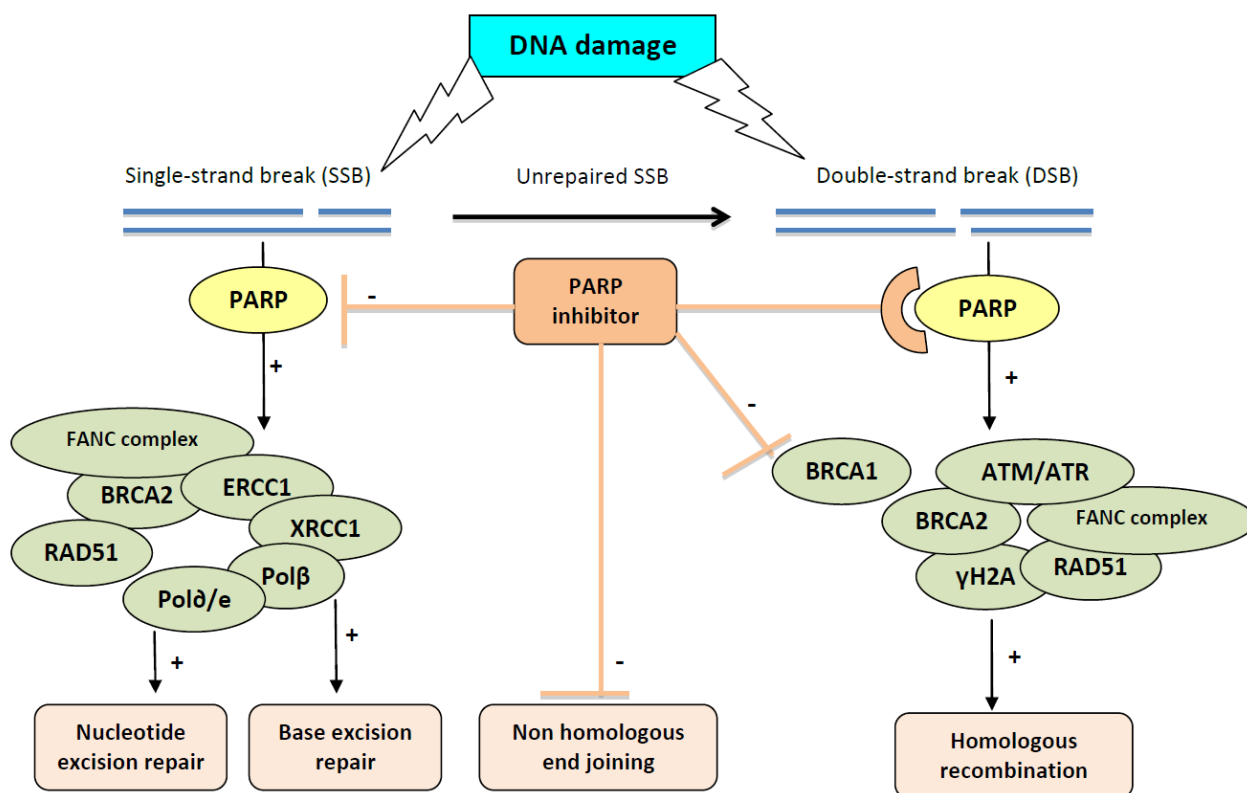 DNA damage
Single-strand break (SSB)
Unrepaired SSB
Double-strand break (DSB)
PARP
-
PARP
inhibitor
PARP
+
+
-
FANC complex
BRCA2
ERCC1
XRCC1
RAD51
Polβ
Pol∂/e
BRCA1
ATM/ATR
BRCA2
FANC complex
γH2A
RAD51
+
+
-
+
Nucleotide
excision repair
Base excision
repair
Non homologous
end joining
Homologous
recombination